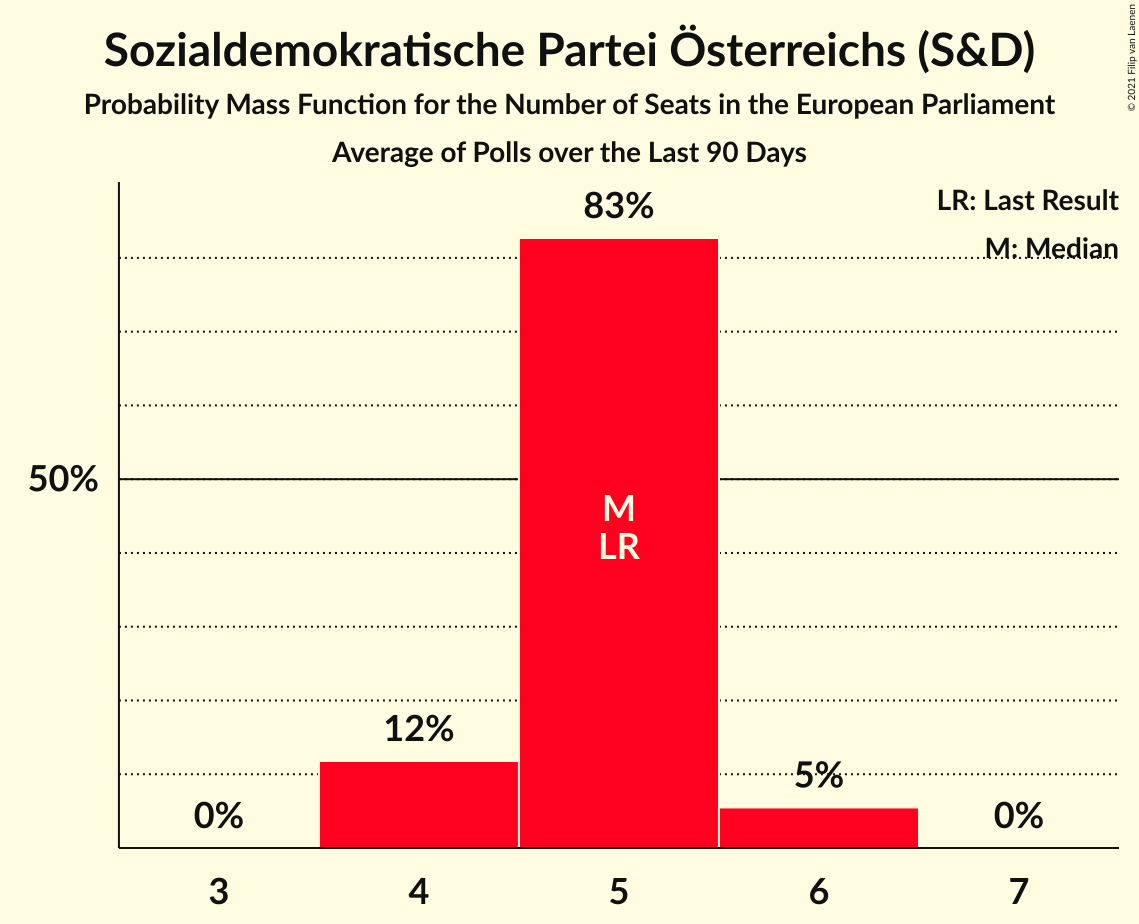 Sozialdemokratische Partei Österreichs (S&D)
Probability Mass Function for the Number of Seats in the European Parliament
Average of Polls over the Last 90 Days
© 2021 Filip van Laenen
LR: Last Result
M: Median
83%
50%
M
LR
12%
5%
0%
0%
3
4
5
6
7